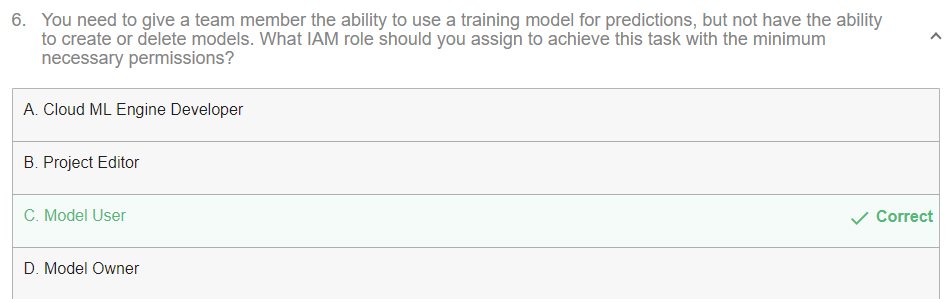 6. You need to give a team member the ability to use a training model for predictions, but not have the ability
to create or delete models. What IAM role should you assign to achieve this task with the minimum
necessary permissions?
A. Cloud ML Engine Developer
B. Project Editor
C. Model User
Correct
D. Model Owner